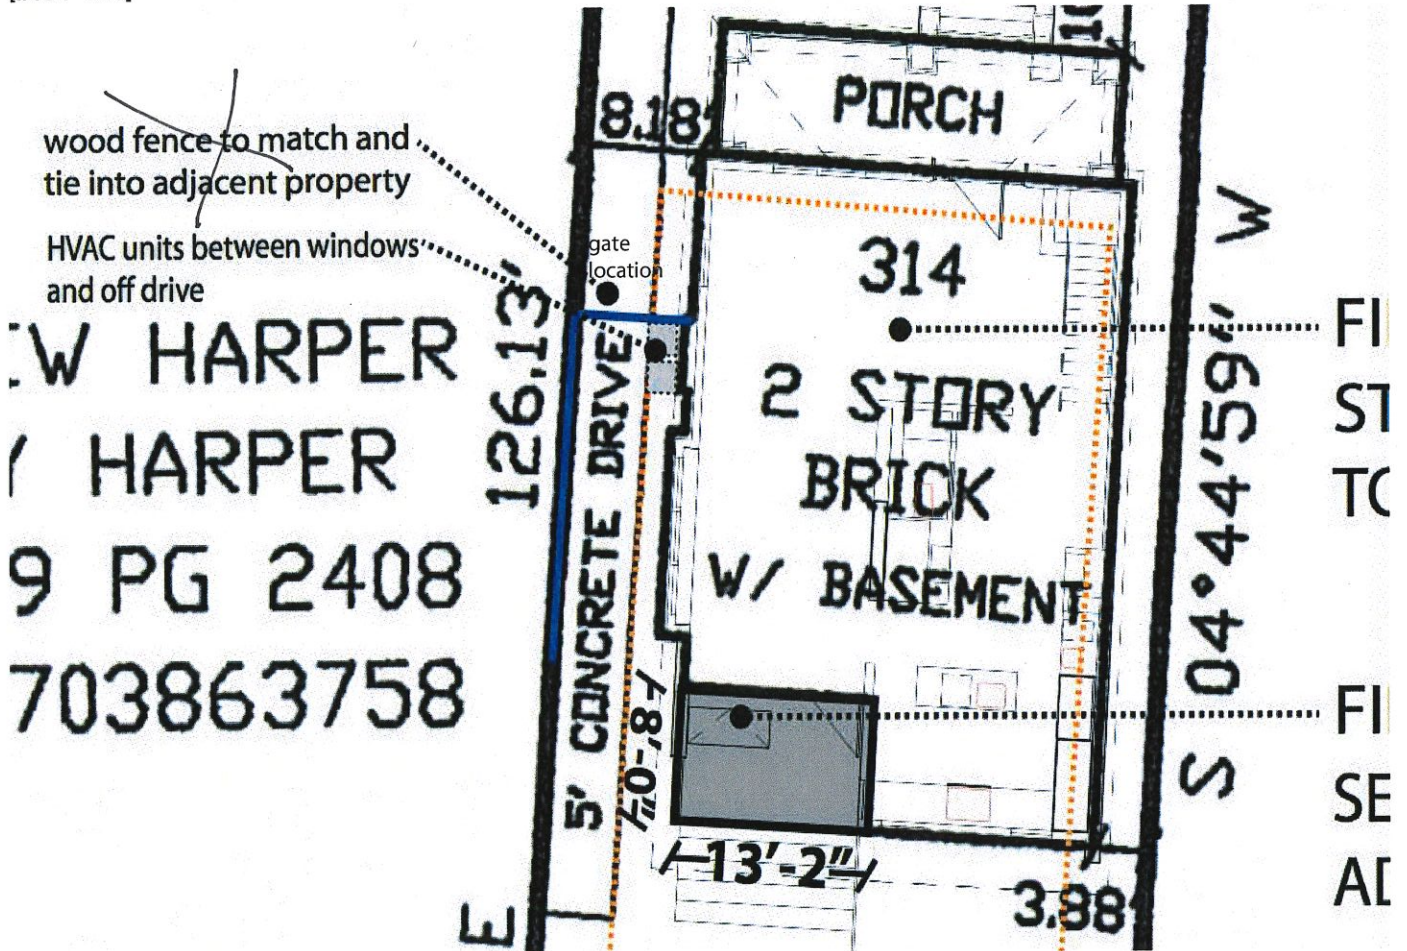 PORCH
8.18'
wood fence to match and
tie into adjacent property
HVAC units between windows
and off drive
gate
location
314
2 STORY
BRICK
W/ BASEMENT
126.13'
5' CONCRETE DRIVE
EW HARPER
Y HARPER
9 PG 2408
703863758
S 04°44'59" W
FI
ST
TO
8'-0"
13'-2"
3.88'
FI
SE
AD
E